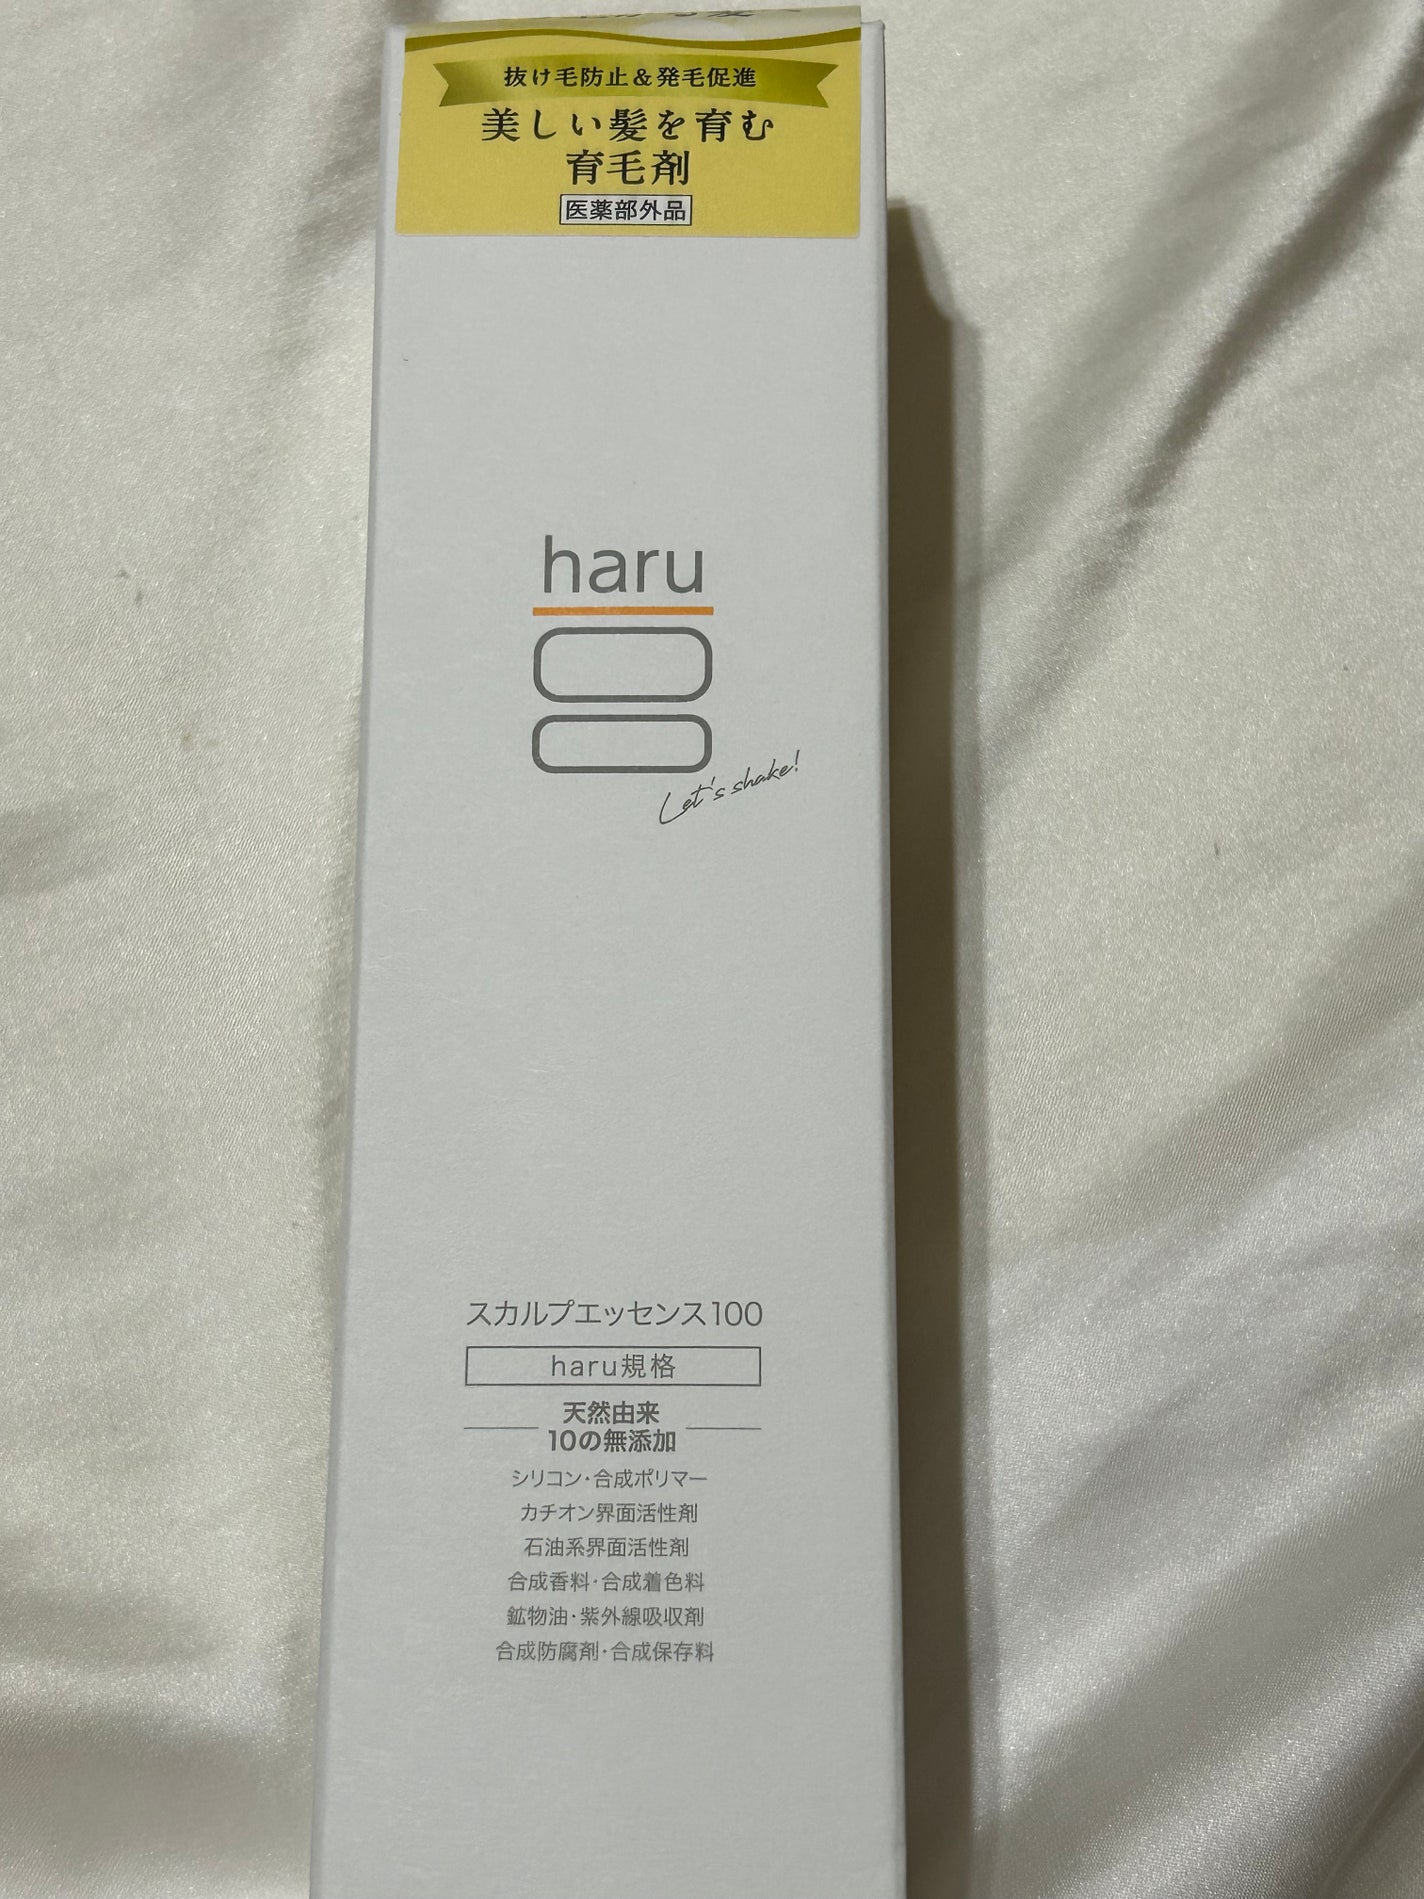 抜け毛防止&発毛促進
美しい髪を育む
育毛剤
医薬部外品
haru
Let's shake!
スカルプエッセンス100
haru規格
天然由来
10の無添加
シリコン・合成ポリマー
カチオン界面活性剤
石油系界面活性剤
合成香料・合成着色料
鉱物油・紫外線吸収剤
合成防腐剤・合成保存料